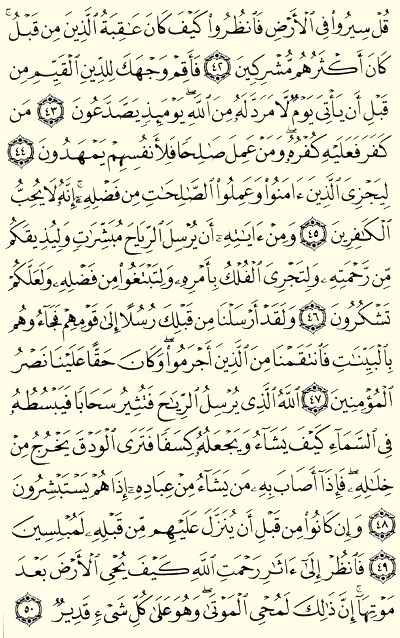 قُلْ سِيرُوا۟ فِى ٱلْأَرْضِ فَٱنظُرُوا۟ كَيْفَ كَانَ عَـٰقِبَةُ ٱلَّذِينَ مِن قَبْلُ ۚ
كَانَ أَكْثَرُهُم مُّشْرِكِينَ ٤٢ فَأَقِمْ وَجْهَكَ لِلدِّينِ ٱلْقَيِّمِ مِن
قَبْلِ أَن يَأْتِىَ يَوْمٌ لَّا مَرَدَّ لَهُۥ مِنَ ٱللَّهِ ۖ يَوْمَئِذٍ يَصَّدَّعُونَ ٤٣ مَن
كَفَرَ فَعَلَيْهِ كُفْرُهُۥ ۖ وَمَنْ عَمِلَ صَـٰلِحًا فَلِأَنفُسِهِمْ يَمْهَدُونَ ٤٤
لِيَجْزِىَ ٱلَّذِينَ ءَامَنُوا۟ وَعَمِلُوا۟ ٱلصَّـٰلِحَـٰتِ مِن فَضْلِهِۦٓ ۚ إِنَّهُۥ لَا يُحِبُّ
ٱلْكَـٰفِرِينَ ٤٥ وَمِنْ ءَايَـٰتِهِۦٓ أَن يُرْسِلَ ٱلرِّيَاحَ مُبَشِّرَٰتٍ وَلِيُذِيقَكُم
مِّن رَّحْمَتِهِۦ وَلِتَجْرِىَ ٱلْفُلْكُ بِأَمْرِهِۦ وَلِتَبْتَغُوا۟ مِن فَضْلِهِۦ وَلَعَلَّكُمْ
تَشْكُرُونَ ٤٦ وَلَقَدْ أَرْسَلْنَا مِن قَبْلِكَ رُسُلًا إِلَىٰ قَوْمِهِمْ فَجَآءُوهُم
بِٱلْبَيِّنَـٰتِ فَٱنتَقَمْنَا مِنَ ٱلَّذِينَ أَجْرَمُوا۟ ۖ وَكَانَ حَقًّا عَلَيْنَا نَصْرُ
ٱلْمُؤْمِنِينَ ٤٧ ٱللَّهُ ٱلَّذِى يُرْسِلُ ٱلرِّيَـٰحَ فَتُثِيرُ سَحَابًا فَيَبْسُطُهُۥ
فِى ٱلسَّمَآءِ كَيْفَ يَشَآءُ وَيَجْعَلُهُۥ كِسَفًا فَتَرَى ٱلْوَدْقَ يَخْرُجُ مِنْ
خِلَـٰلِهِۦ ۖ فَإِذَآ أَصَابَ بِهِۦ مَن يَشَآءُ مِنْ عِبَادِهِۦٓ إِذَا هُمْ يَسْتَبْشِرُونَ
٤٨ وَإِن كَانُوا۟ مِن قَبْلِ أَن يُنَزَّلَ عَلَيْهِم مِّن قَبْلِهِۦ لَمُبْلِسِينَ
٤٩ فَٱنظُرْ إِلَىٰٓ ءَاثَـٰرِ رَحْمَتِ ٱللَّهِ كَيْفَ يُحْىِ ٱلْأَرْضَ بَعْدَ
مَوْتِهَآ ۚ إِنَّ ذَٰلِكَ لَمُحْىِ ٱلْمَوْتَىٰ ۖ وَهُوَ عَلَىٰ كُلِّ شَىْءٍ قَدِيرٌ ٥٠